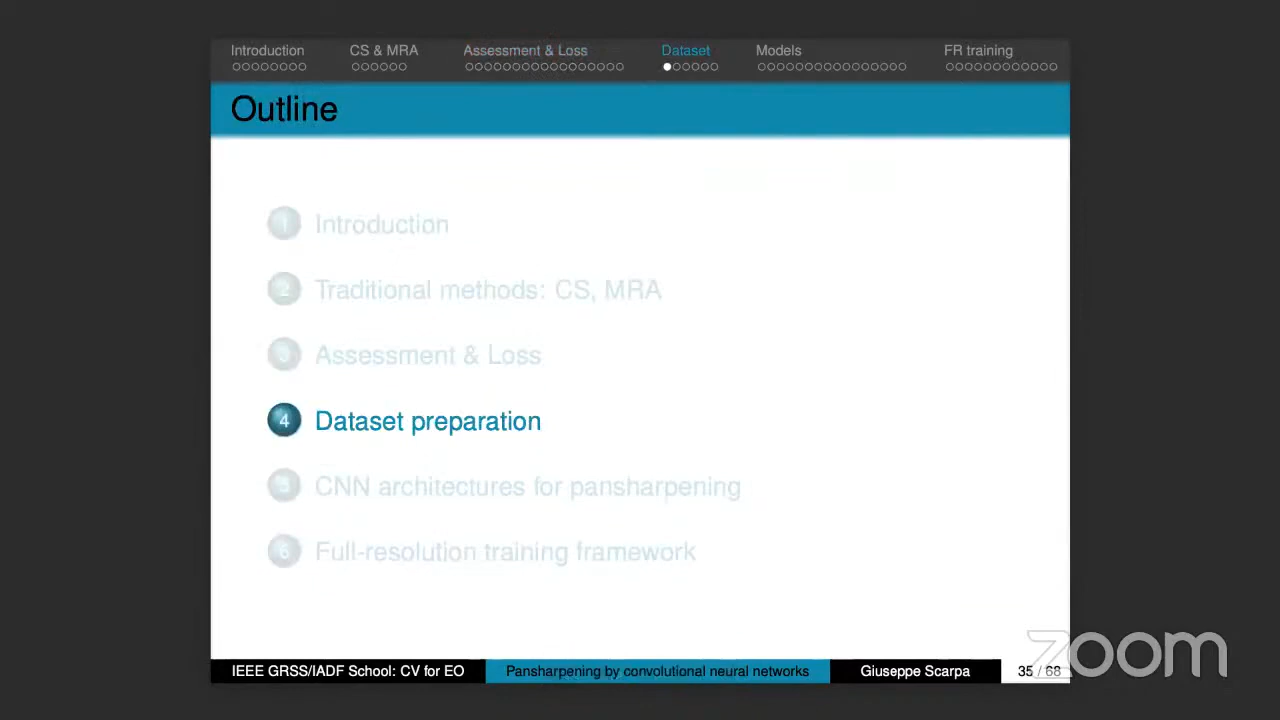 Introduction CS & MRA Assessment & Loss Dataset Models FR training
Outline
1 Introduction
2 Traditional methods: CS, MRA
3 Assessment & Loss
4 Dataset preparation
5 CNN architectures for pansharpening
6 Full-resolution training framework
IEEE GRSS/IADF School: CV for EO Pansharpening by convolutional neural networks Giuseppe Scarpa 35 / 68
zoom